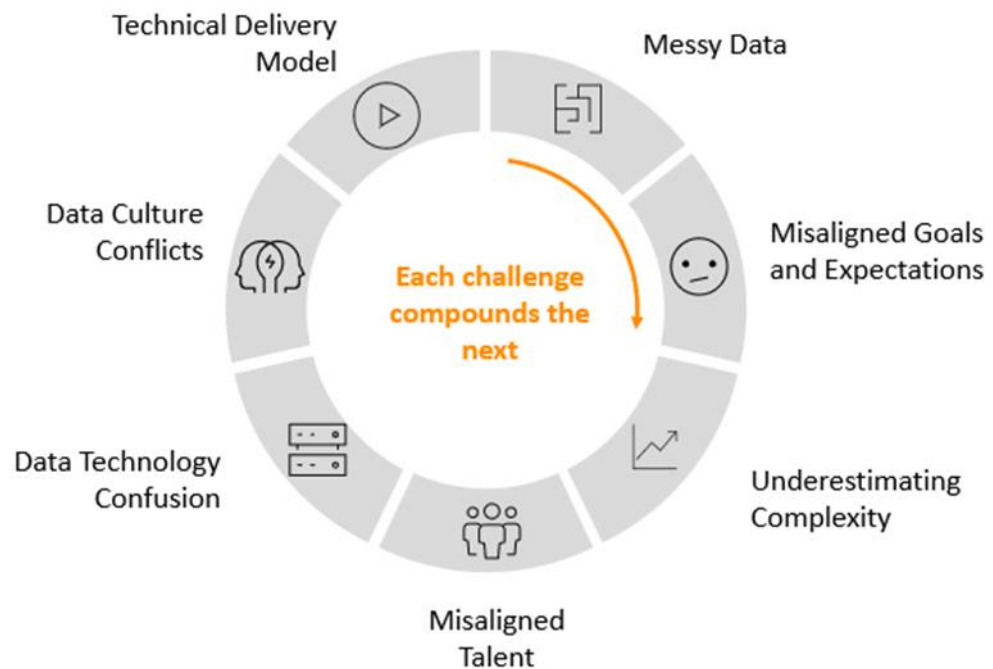 Technical Delivery
Model
Messy Data
Data Culture
Conflicts
Misaligned Goals
and Expectations
Each challenge
compounds the
next
Data Technology
Confusion
Underestimating
Complexity
Misaligned
Talent